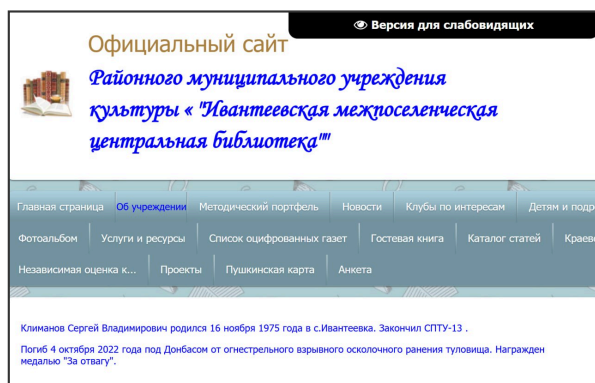 Версия для слабовидящих
Официальный сайт
Районного муниципального учреждения
культуры « "Ивантеевская межпоселенческая
центральная библиотека""
Главная страница Об учреждении Методический портфель Новости Клубы по интересам Детям и подр
Фотоальбом Услуги и ресурсы Список оцифрованных газет Гостевая книга Каталог статей Краев
Независимая оценка к... Проекты Пушкинская карта Анкета
Климанов Сергей Владимирович родился 16 ноября 1975 года в с.Ивантеевка. Закончил СПТУ-13 .
Погиб 4 октября 2022 года под Донбасом от огнестрельного взрывного осколочного ранения туловища. Награжден
медалью "За отвагу".